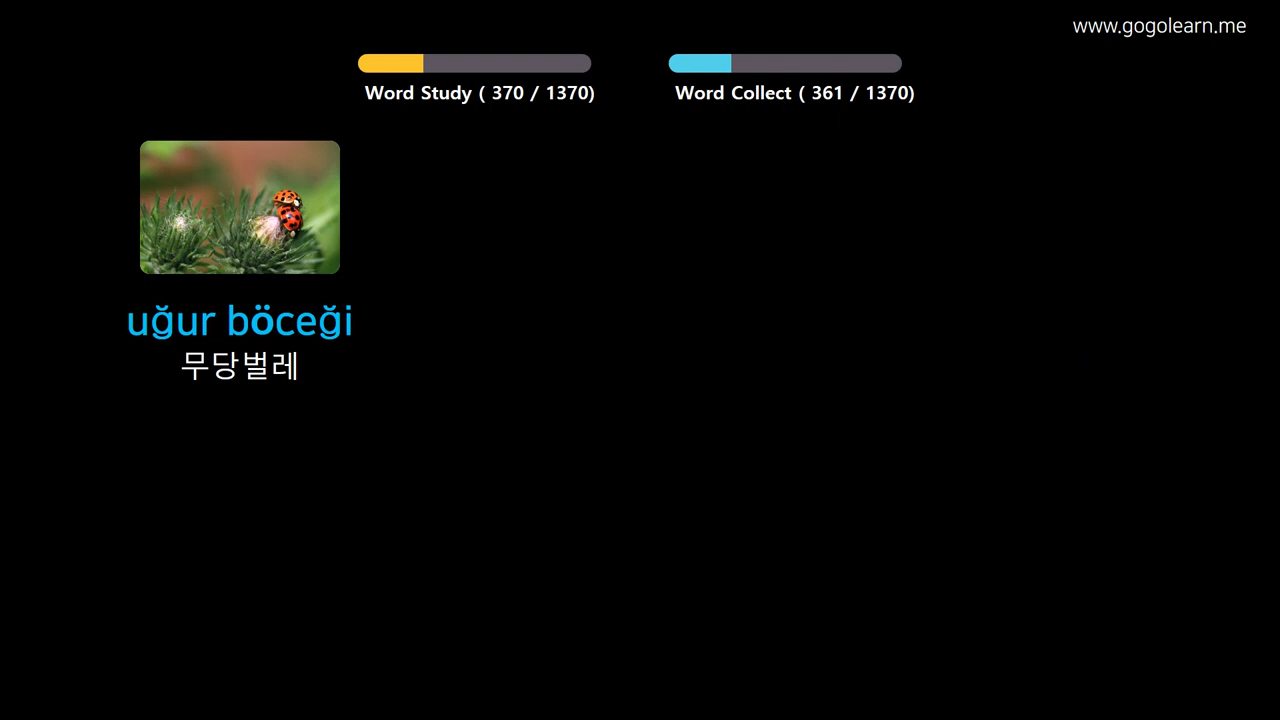 www.gogolearn.me
Word Study ( 370 / 1370)
Word Collect ( 361 / 1370)
uğur böceği
무당벌레